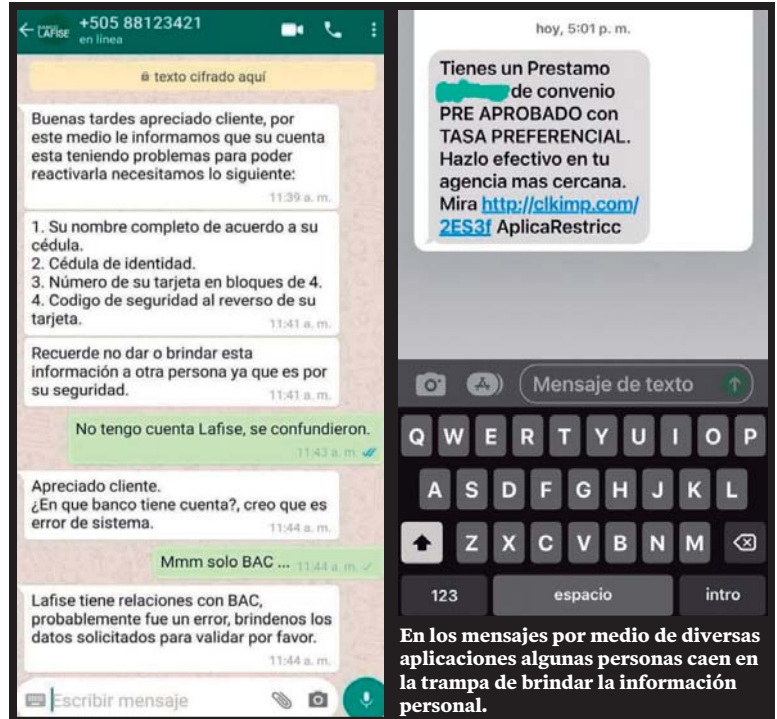 BANCO
LAFISE
+505 88123421
en línea
texto cifrado aquí
Buenas tardes apreciado cliente, por
este medio le informamos que su cuenta
esta teniendo problemas para poder
reactivarla necesitamos lo siguiente:
11:39 a. m.
1. Su nombre completo de acuerdo a su
cédula.
2. Cédula de identidad.
3. Número de su tarjeta en bloques de 4.
4. Codigo de seguridad al reverso de su
tarjeta.
11:41 a. m.
Recuerde no dar o brindar esta
información a otra persona ya que es por
su seguridad.
11:41 a. m.
No tengo cuenta Lafise, se confundieron.
11:43 a. m.
Apreciado cliente.
¿En que banco tiene cuenta?, creo que es
error de sistema.
11:44 a. m.
Mmm solo BAC ...
11:44 a. m.
Lafise tiene relaciones con BAC,
probablemente fue un error, brindenos los
datos solicitados para validar por favor.
11:44 a. m.
Escribir mensaje
hoy, 5:01 p. m.
Tienes un Prestamo
de convenio
PRE APROBADO con
TASA PREFERENCIAL.
Hazlo efectivo en tu
agencia mas cercana.
Mira http://clkimp.com/
2ES3f AplicaRestricc
Mensaje de texto
Q W E R T Y U I O P
A S D F G H J K L
Z X C V B N M
123 espacio intro
En los mensajes por medio de diversas
aplicaciones algunas personas caen en
la trampa de brindar la información
personal.